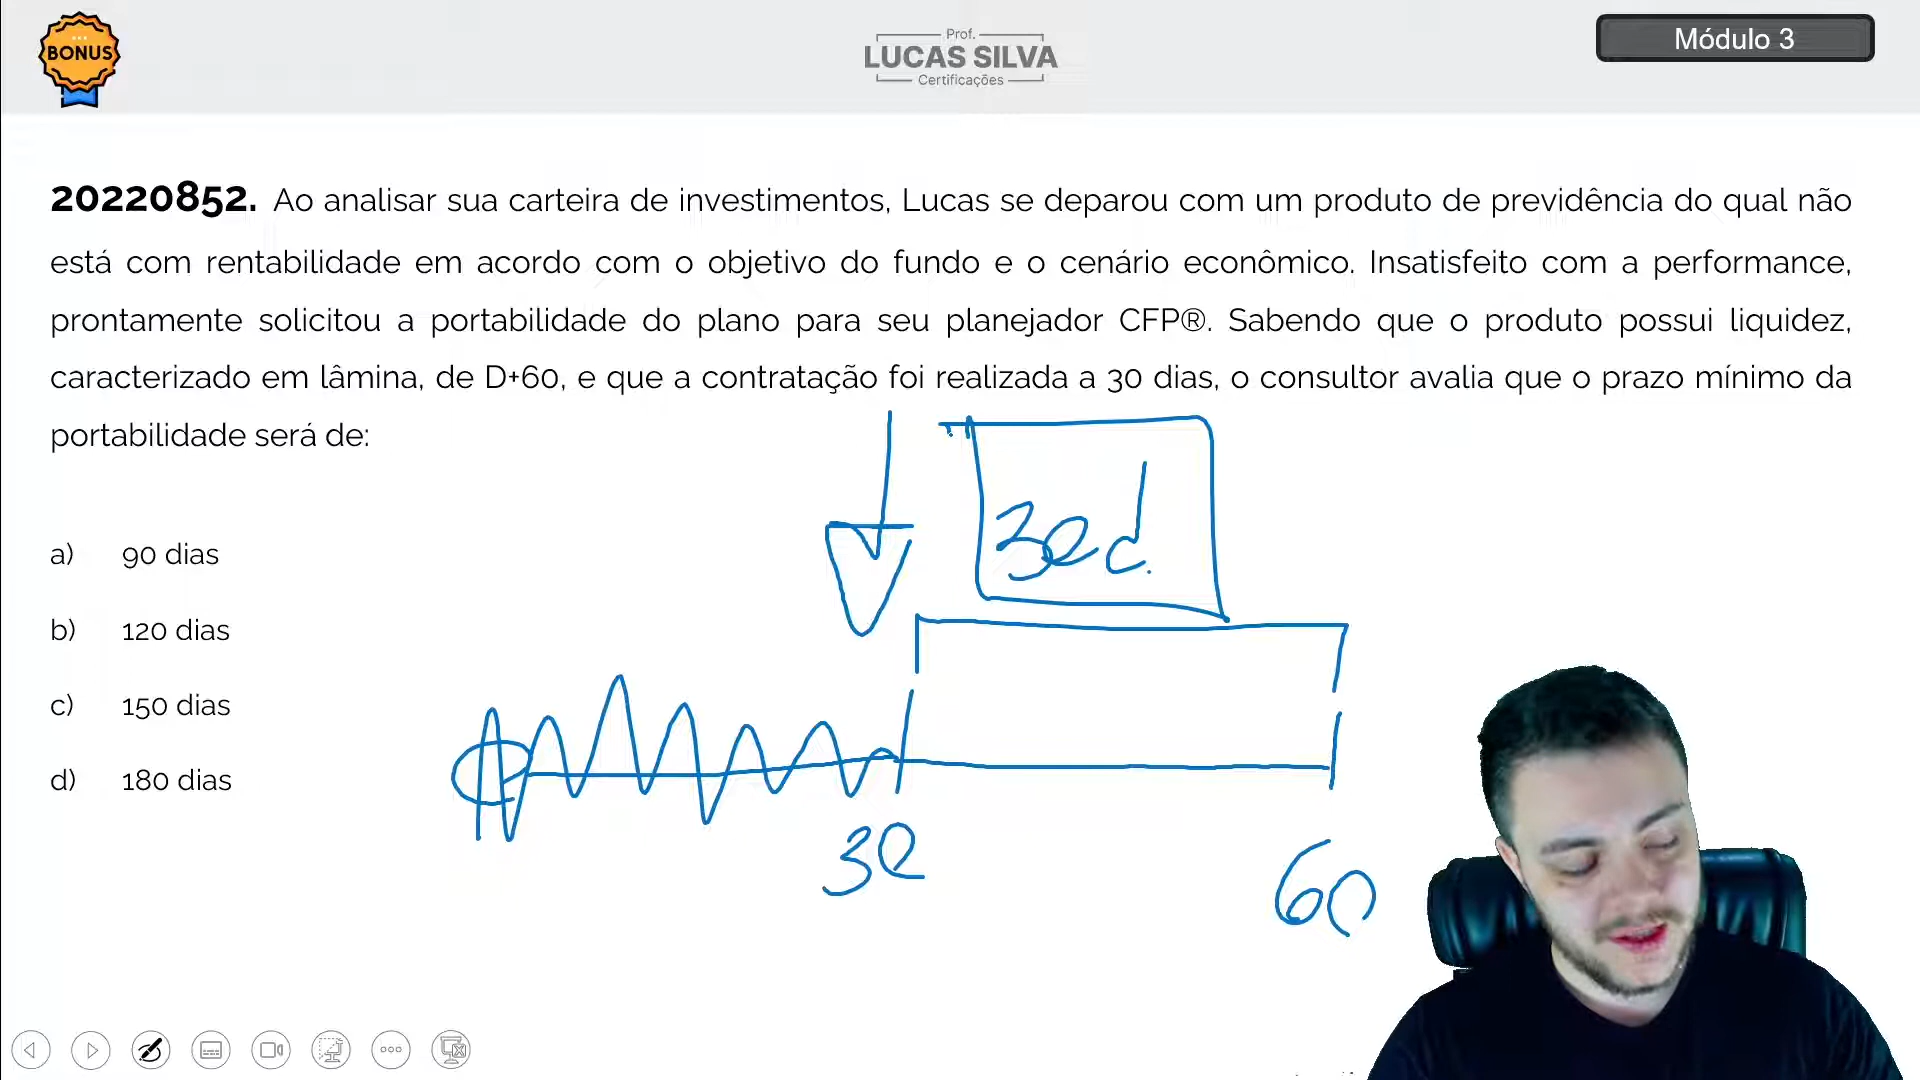 BONUS
Prof.
LUCAS SILVA
Certificações
Módulo 3
20220852. Ao analisar sua carteira de investimentos, Lucas se deparou com um produto de previdência do qual não
está com rentabilidade em acordo com o objetivo do fundo e o cenário econômico. Insatisfeito com a performance,
prontamente solicitou a portabilidade do plano para seu planejador CFP®. Sabendo que o produto possui liquidez,
caracterizado em lâmina, de D+60, e que a contratação foi realizada a 30 dias, o consultor avalia que o prazo mínimo da
portabilidade será de:
a) 90 dias
b) 120 dias
c) 150 dias
d) 180 dias
30d.
30
60